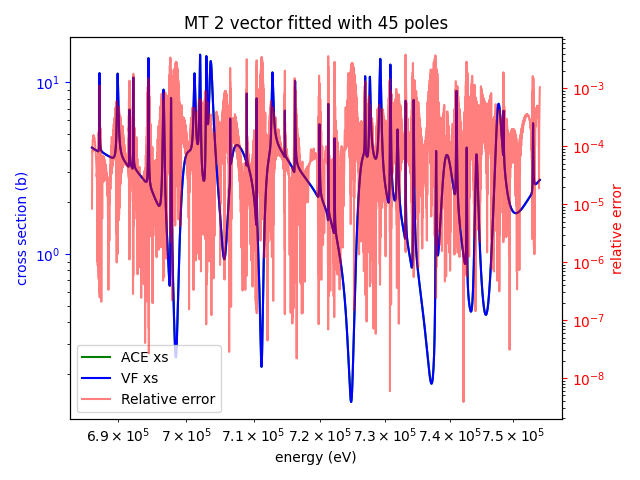 MT 2 vector fitted with 45 poles
cross section (b)
10¹
10⁰
ACE xs
VF xs
Relative error
10⁻³
10⁻⁴
10⁻⁵
10⁻⁶
10⁻⁷
10⁻⁸
relative error
6.9 × 10⁵ 7 × 10⁵ 7.1 × 10⁵ 7.2 × 10⁵ 7.3 × 10⁵ 7.4 × 10⁵ 7.5 × 10⁵
energy (eV)